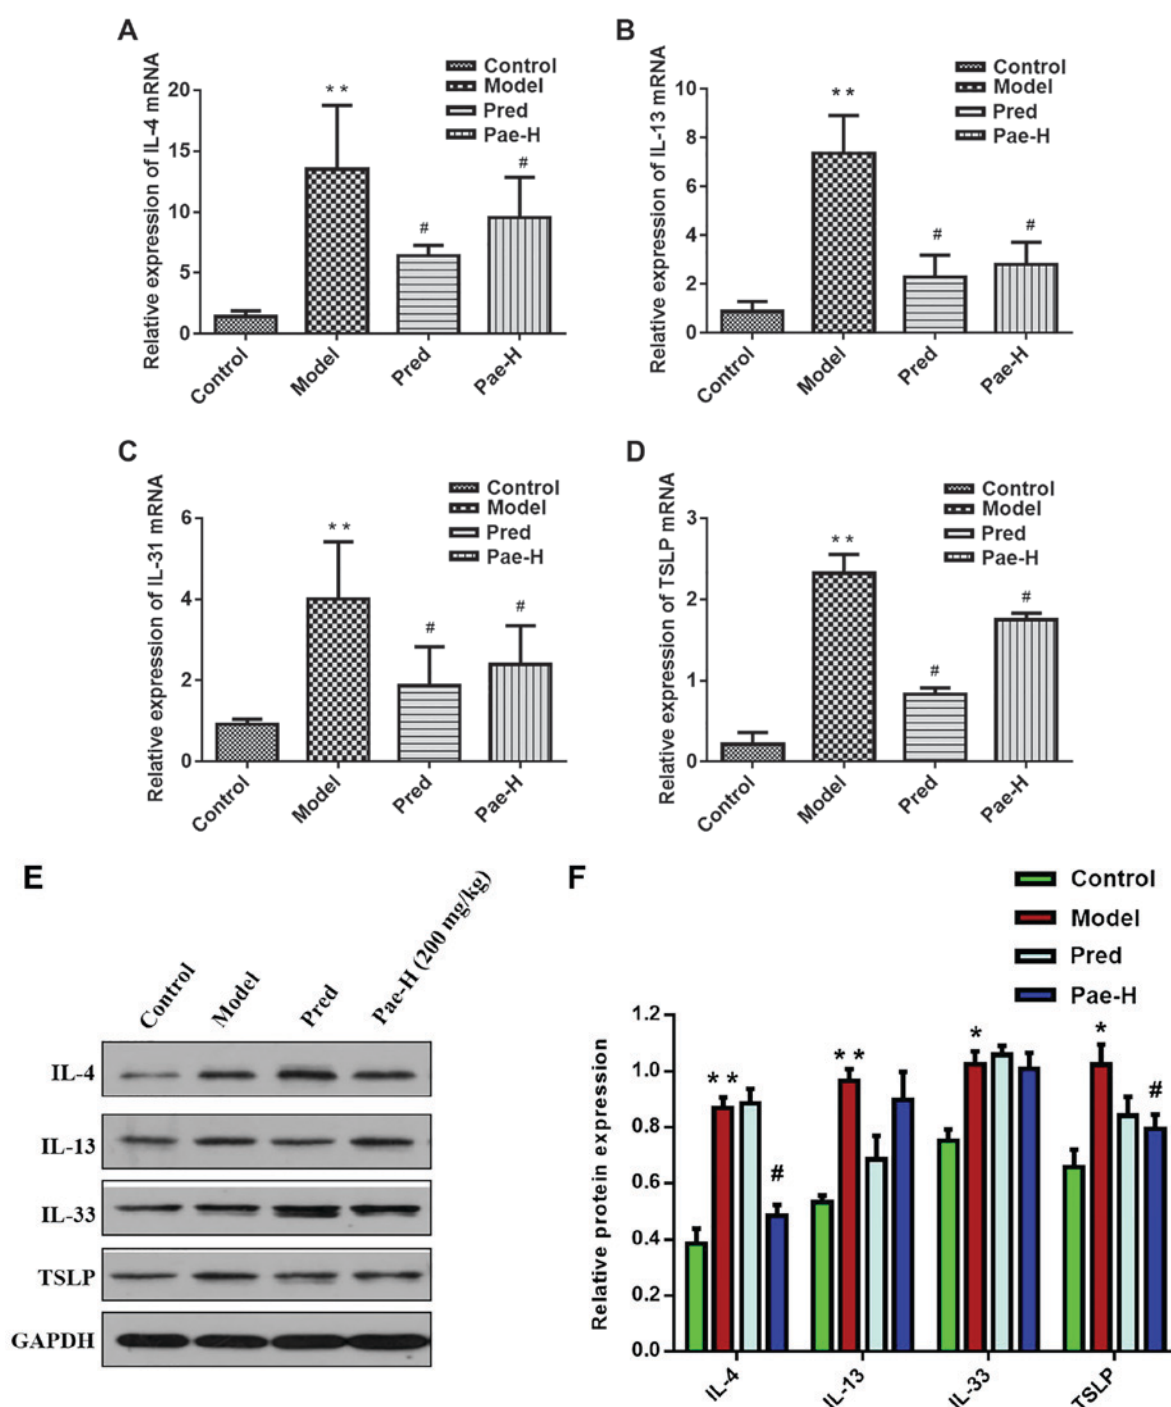 A
Relative expression of IL-4 mRNA
20
15
10
5
0
**
#
#
Control
Model
Pred
Pae-H
Control
Model
Pred
Pae-H
B
Relative expression of IL-13 mRNA
10
8
6
4
2
0
**
#
#
Control
Model
Pred
Pae-H
Control
Model
Pred
Pae-H
C
Relative expression of IL-31 mRNA
6
4
2
0
**
#
#
Control
Model
Pred
Pae-H
Control
Model
Pred
Pae-H
D
Relative expression of TSLP mRNA
3
2
1
0
**
#
#
Control
Model
Pred
Pae-H
Control
Model
Pred
Pae-H
E
Control
Model
Pred
Pae-H (200 mg/kg)
IL-4
IL-13
IL-33
TSLP
GAPDH
F
Control
Model
Pred
Pae-H
Relative protein expression
1.2
1.0
0.8
0.6
0.4
0.2
0.0
**
#
**
*
*
#
IL-4
IL-13
IL-33
TSLP